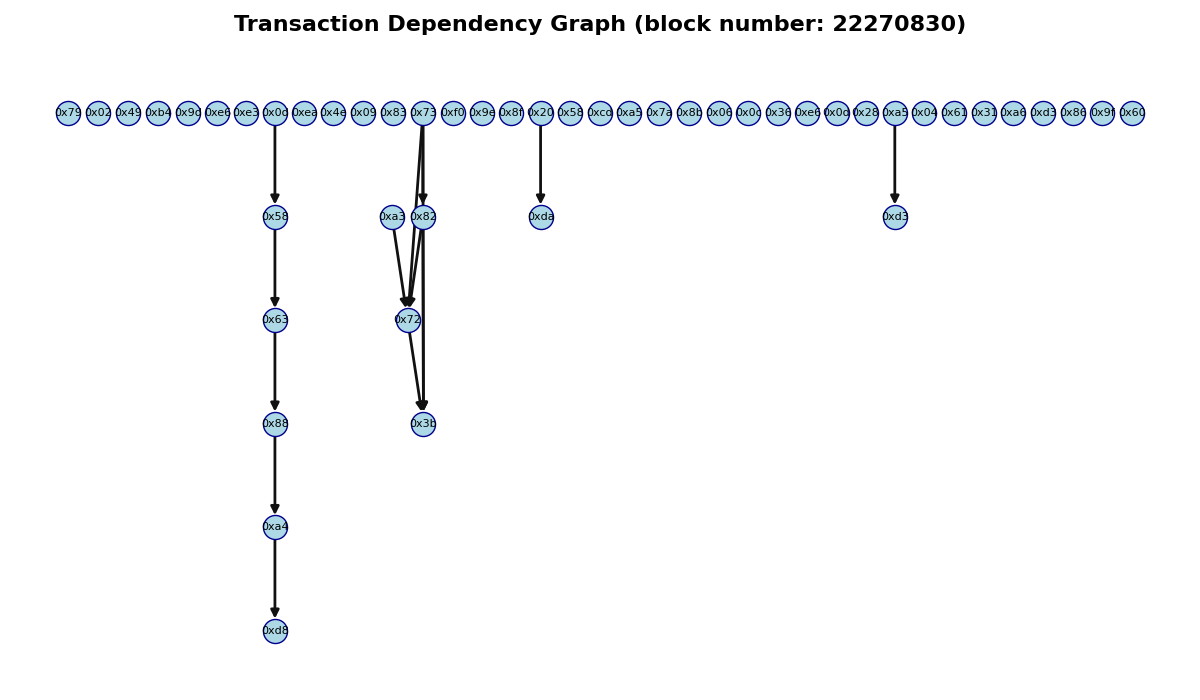 Transaction Dependency Graph (block number: 22270830)
0x79 0x02 0x49 0xb4 0x9d 0xe6 0xe3 0x0d 0xea 0x4e 0x09 0x83 0x73 0xf0 0x9e 0x8f 0x20 0x58 0xcd 0xa5 0x7a 0x8b 0x06 0x0c 0x36 0xe6 0x0d 0x28 0xa5 0x04 0x61 0x31 0xa6 0xd3 0x86 0x9f 0x60
0x58 0xa3 0x82 0xda 0xd3
0x63 0x72
0x88 0x3b
0xa4
0xd8